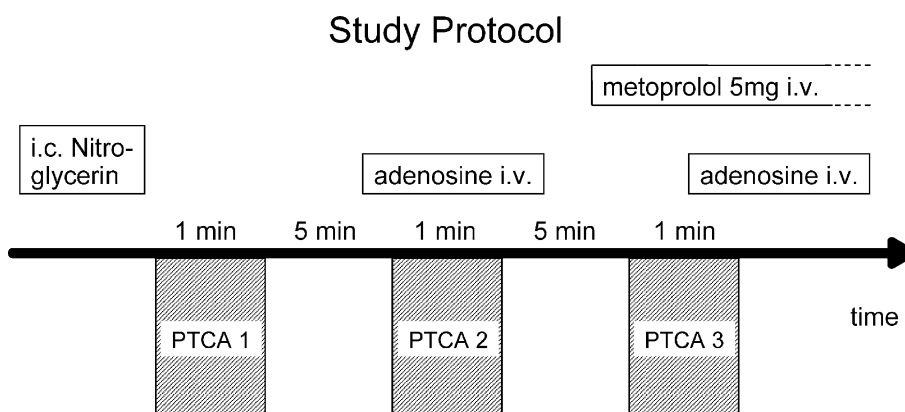 Study Protocol
metoprolol 5mg i.v.
i.c. Nitro-
glycerin
adenosine i.v.
adenosine i.v.
1 min
5 min
1 min
5 min
1 min
time
PTCA 1
PTCA 2
PTCA 3